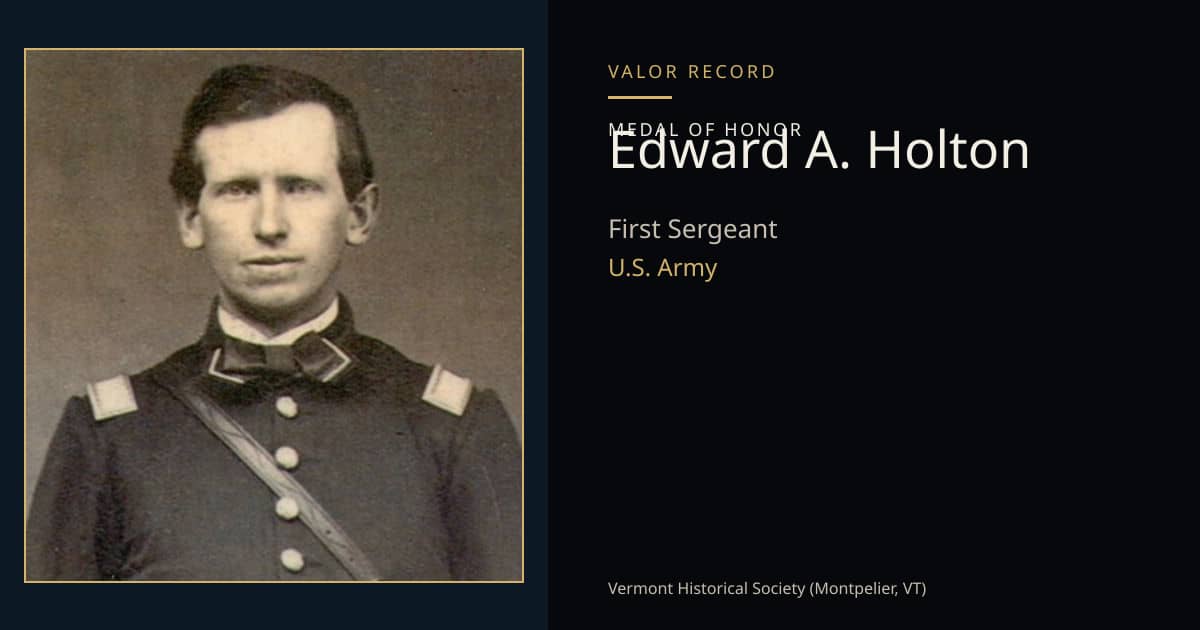 VALOR RECORD
MEDAL OF HONOR
Edward A. Holton
First Sergeant
U.S. Army
Vermont Historical Society (Montpelier, VT)